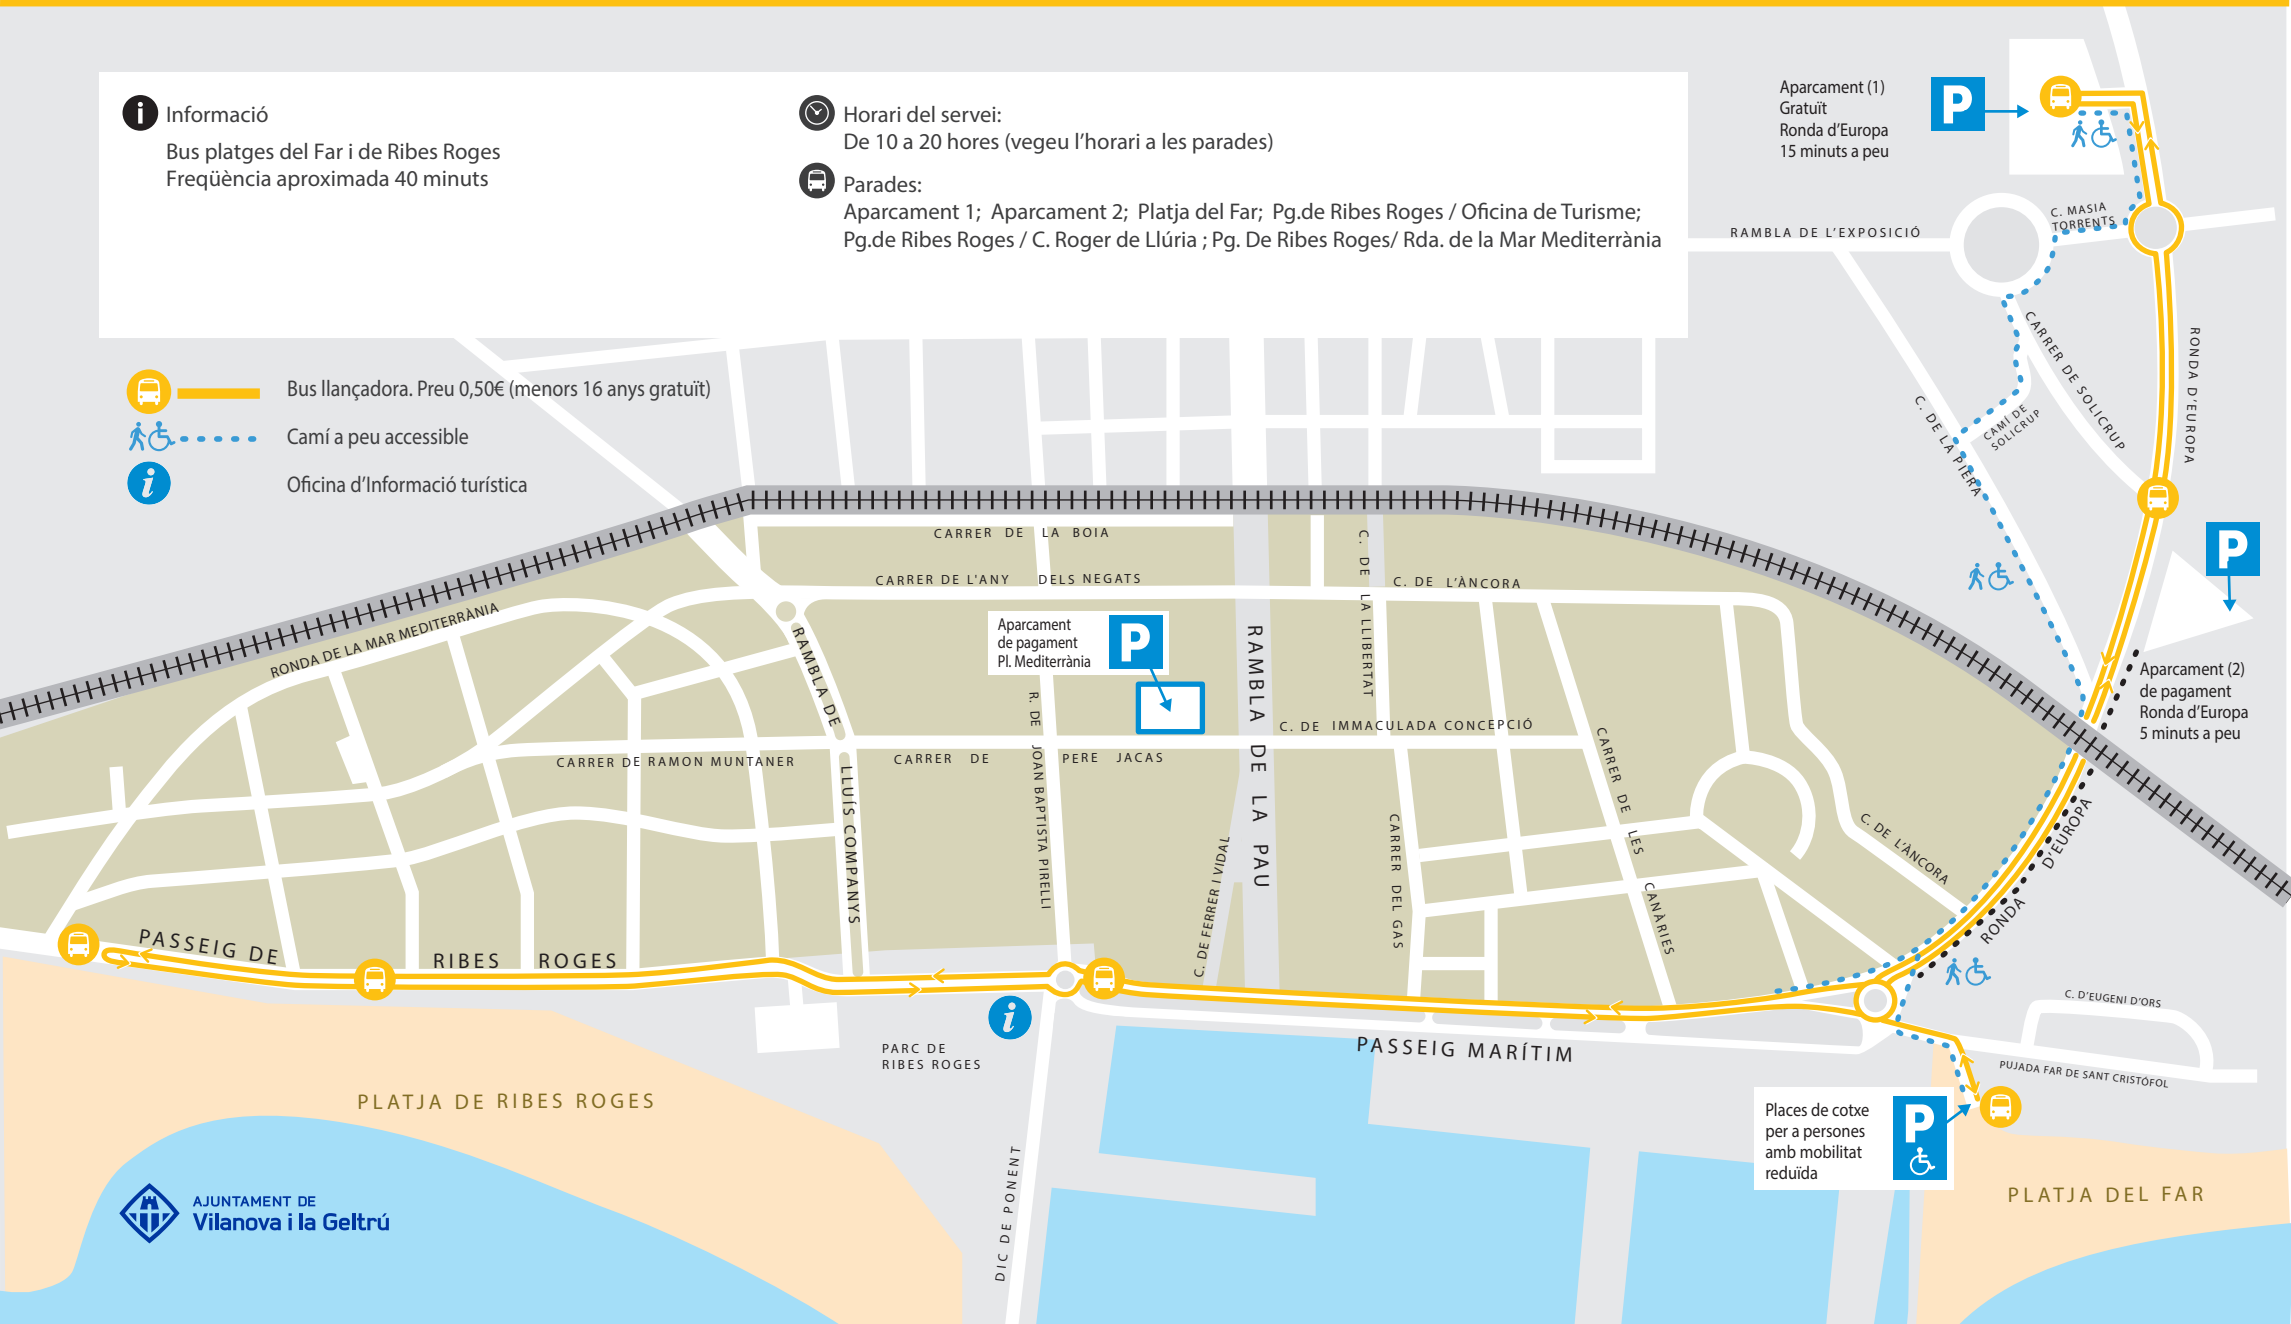 Informació
Bus platges del Far i de Ribes Roges
Freqüència aproximada 40 minuts
Horari del servei:
De 10 a 20 hores (vegeu l'horari a les parades)
Parades:
Aparcament 1; Aparcament 2; Platja del Far; Pg.de Ribes Roges / Oficina de Turisme;
Pg.de Ribes Roges / C. Roger de Llúria ; Pg. De Ribes Roges/ Rda. de la Mar Mediterrània
Aparcament (1)
Gratuït
Ronda d'Europa
15 minuts a peu
P
C. MASIA
TORRENTS
RAMBLA DE L'EXPOSICIÓ
CARRER DE SOLICRUP
RONDA D'EUROPA
CAMÍ DE
SOLICRUP
C. DE LA PIERA
Bus llançadora. Preu 0,50€ (menors 16 anys gratuït)
Camí a peu accessible
Oficina d'Informació turística
P
Aparcament (2)
de pagament
Ronda d'Europa
5 minuts a peu
CARRER DE LA BOIA
CARRER DE L'ANY DELS NEGATS
C. DE LA LLIBERTAT
C. DE L'ÀNCORA
RONDA DE LA MAR MEDITERRÀNIA
Aparcament
de pagament
Pl. Mediterrània
P
RAMBLA DE LLUÍS COMPANYS
R. DE JOAN BAPTISTA PIRELLI
RAMBLA DE LA PAU
C. DE IMMACULADA CONCEPCIÓ
CARRER DE RAMON MUNTANER
CARRER DE PERE JACAS
CARRER DE LES CANÀRIES
CARRER DEL GAS
C. DE FERRER I VIDAL
C. DE L'ÀNCORA
RONDA D'EUROPA
PASSEIG DE RIBES ROGES
C. D'EUGENI D'ORS
PASSEIG MARÍTIM
PUJADA FAR DE SANT CRISTÒFOL
PARC DE
RIBES ROGES
PLATJA DE RIBES ROGES
DIC DE PONENT
Places de cotxe
per a persones
amb mobilitat
reduïda
P
PLATJA DEL FAR
AJUNTAMENT DE
Vilanova i la Geltrú